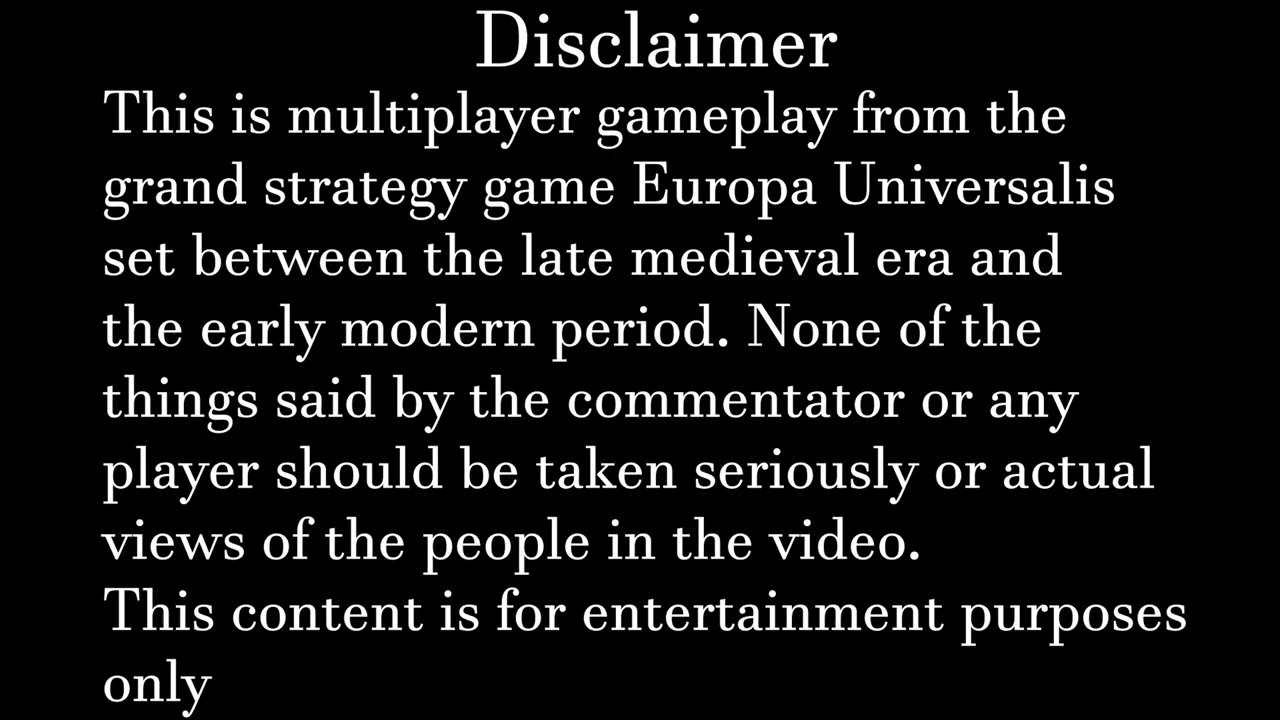 Disclaimer
This is multiplayer gameplay from the
grand strategy game Europa Universalis
set between the late medieval era and
the early modern period. None of the
things said by the commentator or any
player should be taken seriously or actual
views of the people in the video.
This content is for entertainment purposes
only